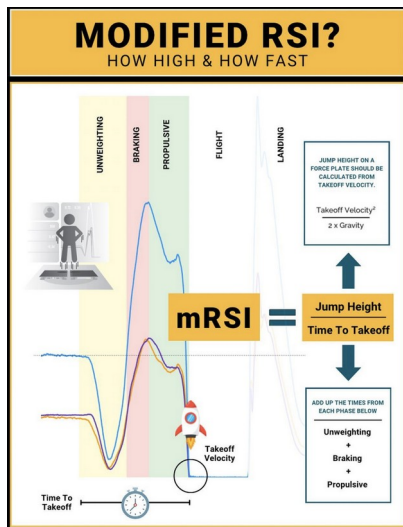 MODIFIED RSI?
HOW HIGH & HOW FAST
UNWEIGHTING
BRAKING
PROPULSIVE
FLIGHT
LANDING
JUMP HEIGHT ON A
FORCE PLATE SHOULD BE
CALCULATED FROM
TAKEOFF VELOCITY.
Takeoff Velocity²
2 x Gravity
mRSI
=
Jump Height
Time To Takeoff
ADD UP THE TIMES FROM
EACH PHASE BELOW
Unweighting
+
Braking
+
Propulsive
Takeoff
Velocity
Time To
Takeoff